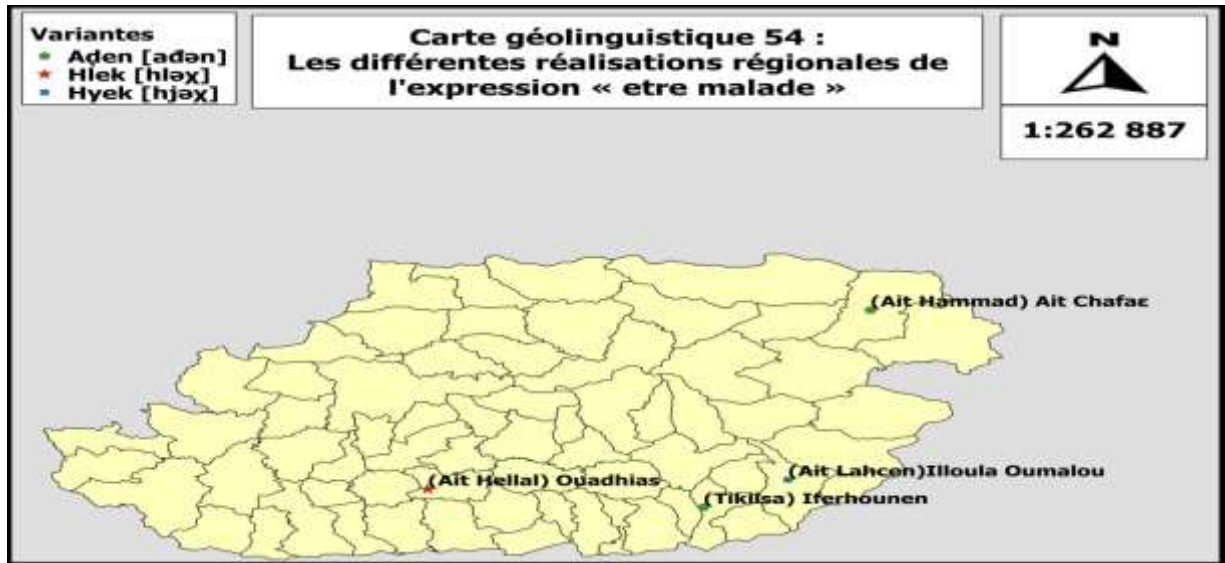 Variantes
Aḍen [ađən]
Hlek [hləχ]
Hyek [hjəχ]
Carte géolinguistique 54 :
Les différentes réalisations régionales de
l'expression « etre malade »
N
1:262 887
(Ait Hammad) Ait Chafaɛ
(Ait Lahcen)Illoula Oumalou
(Ait Hellal) Ouadhias
(Tikilsa) Iferhounen